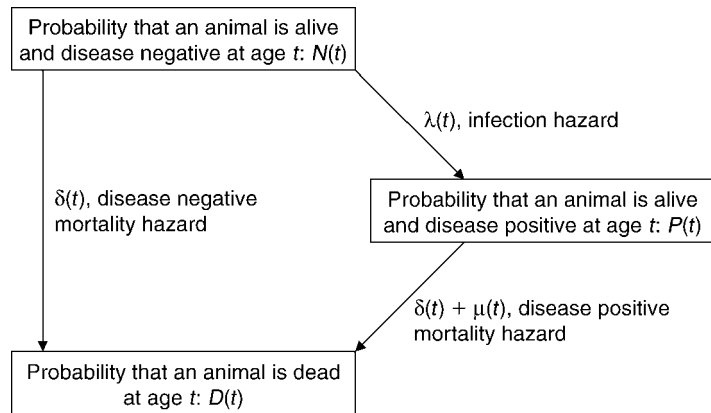 Probability that an animal is alive
and disease negative at age t: N(t)
λ(t), infection hazard
δ(t), disease negative
mortality hazard
Probability that an animal is alive
and disease positive at age t: P(t)
δ(t) + μ(t), disease positive
mortality hazard
Probability that an animal is dead
at age t: D(t)